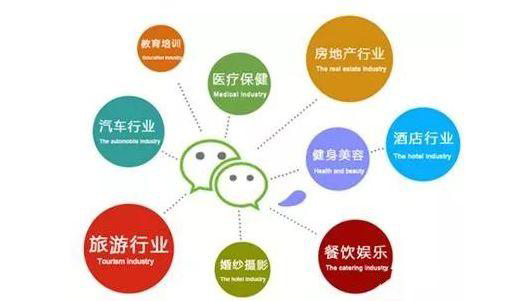 教育培训
Education industry
医疗保健
Medical Industry
房地产行业
The real estate Industry
汽车行业
The automobile industry
健身美容
Health and beauty
酒店行业
The hotel industry
旅游行业
Tourism industry
婚纱摄影
The hotel industry
餐饮娱乐
The catering industry